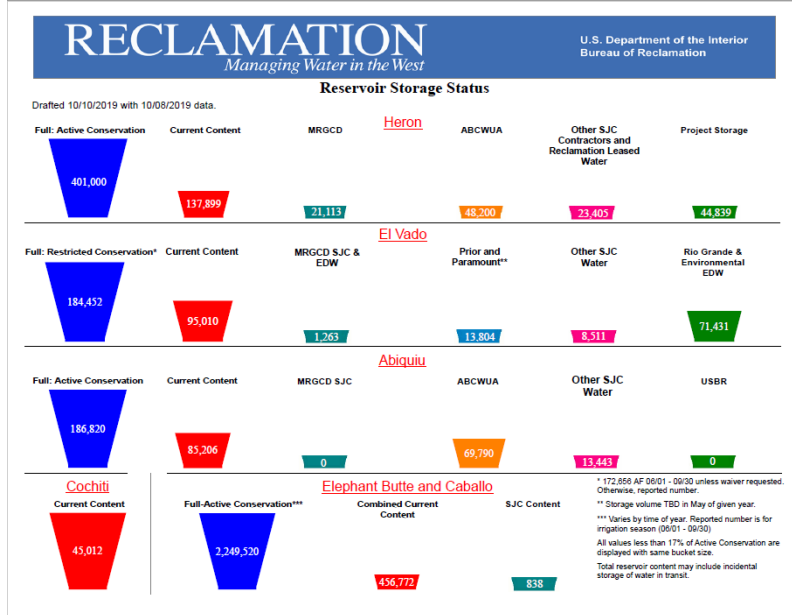 RECLAMATION
Managing Water in the West
U.S. Department of the Interior
Bureau of Reclamation
Reservoir Storage Status
Drafted 10/10/2019 with 10/08/2019 data.
Heron
Full: Active Conservation
Current Content
MRGCD
ABCWUA
Other SJC
Contractors and
Reclamation Leased
Water
Project Storage
401,000
137,899
21,113
48,200
23,405
44,839
El Vado
Full: Restricted Conservation*
Current Content
MRGCD SJC &
EDW
Prior and
Paramount**
Other SJC
Water
Rio Grande &
Environmental
EDW
184,452
95,010
1,263
13,804
8,511
71,431
Abiquiu
Full: Active Conservation
Current Content
MRGCD SJC
ABCWUA
Other SJC
Water
USBR
186,820
85,206
0
69,790
13,443
0
Cochiti
Current Content
45,012
Elephant Butte and Caballo
Full-Active Conservation***
Combined Current
Content
SJC Content
2,249,520
456,772
838
* 172,656 AF 06/01 - 09/30 unless waiver requested.
Otherwise, reported number.
** Storage volume TBD in May of given year.
*** Varies by time of year. Reported number is for
irrigation season (06/01 - 09/30)
All values less than 17% of Active Conservation are
displayed with same bucket size.
Total reservoir content may include incidental
storage of water in transit.